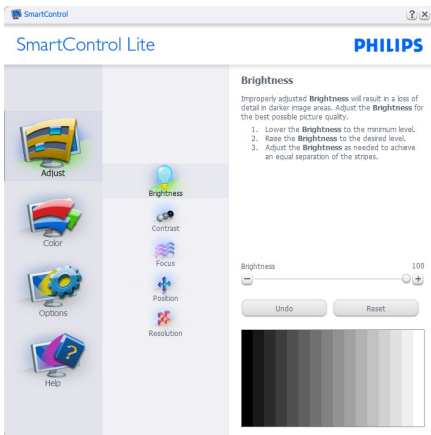 SmartControl
SmartControl Lite
PHILIPS
Adjust
Color
Options
Help
Brightness
Contrast
Focus
Position
Resolution
Brightness
Improperly adjusted Brightness will result in a loss of
detail in darker image areas. Adjust the Brightness for
the best possible picture quality.
1. Lower the Brightness to the minimum level.
2. Raise the Brightness to the desired level.
3. Adjust the Brightness as needed to achieve
an equal separation of the stripes.
Brightness 100
Undo Reset